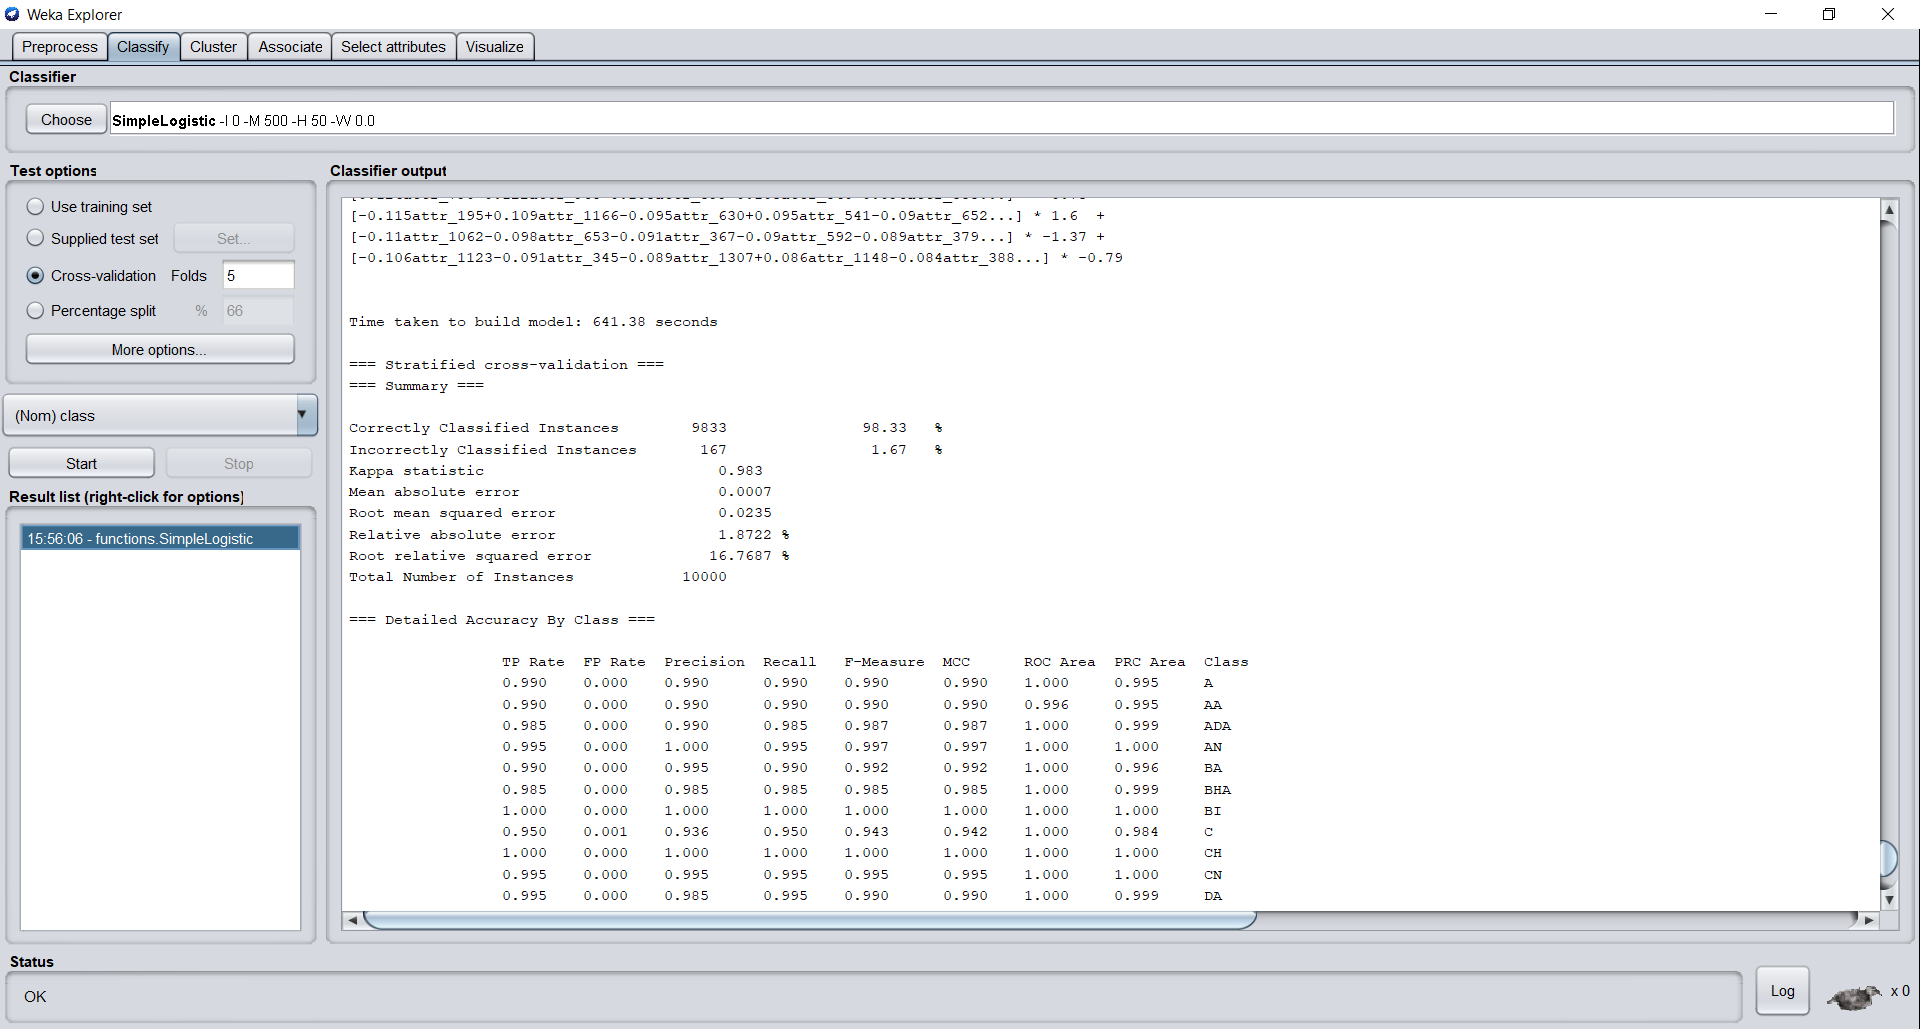 Weka Explorer
Preprocess Classify Cluster Associate Select attributes Visualize
Classifier
Choose SimpleLogistic -I 0 -M 500 -H 50 -W 0.0
Test options
Use training set
Supplied test set Set...
Cross-validation Folds 5
Percentage split % 66
More options...
(Nom) class
Start Stop
Result list (right-click for options)
15:56:06 - functions.SimpleLogistic
Classifier output
[-0.115attr_195+0.109attr_1166-0.095attr_630+0.095attr_541-0.09attr_652...] * 1.6 +
[-0.11attr_1062-0.098attr_653-0.091attr_367-0.09attr_592-0.089attr_379...] * -1.37 +
[-0.106attr_1123-0.091attr_345-0.089attr_1307+0.086attr_1148-0.084attr_388...] * -0.79
Time taken to build model: 641.38 seconds
=== Stratified cross-validation ===
=== Summary ===
Correctly Classified Instances 9833 98.33 %
Incorrectly Classified Instances 167 1.67 %
Kappa statistic 0.983
Mean absolute error 0.0007
Root mean squared error 0.0235
Relative absolute error 1.8722 %
Root relative squared error 16.7687 %
Total Number of Instances 10000
=== Detailed Accuracy By Class ===
TP Rate FP Rate Precision Recall F-Measure MCC ROC Area PRC Area Class
0.990 0.000 0.990 0.990 0.990 0.990 1.000 0.995 A
0.990 0.000 0.990 0.990 0.990 0.990 0.996 0.995 AA
0.985 0.000 0.990 0.985 0.987 0.987 1.000 0.999 ADA
0.995 0.000 1.000 0.995 0.997 0.997 1.000 1.000 AN
0.990 0.000 0.995 0.990 0.992 0.992 1.000 0.996 BA
0.985 0.000 0.985 0.985 0.985 0.985 1.000 0.999 BHA
1.000 0.000 1.000 1.000 1.000 1.000 1.000 1.000 BI
0.950 0.001 0.936 0.950 0.943 0.942 1.000 0.984 C
1.000 0.000 1.000 1.000 1.000 1.000 1.000 1.000 CH
0.995 0.000 0.995 0.995 0.995 0.995 1.000 1.000 CN
0.995 0.000 0.985 0.995 0.990 0.990 1.000 0.999 DA
Status
OK
Log x 0